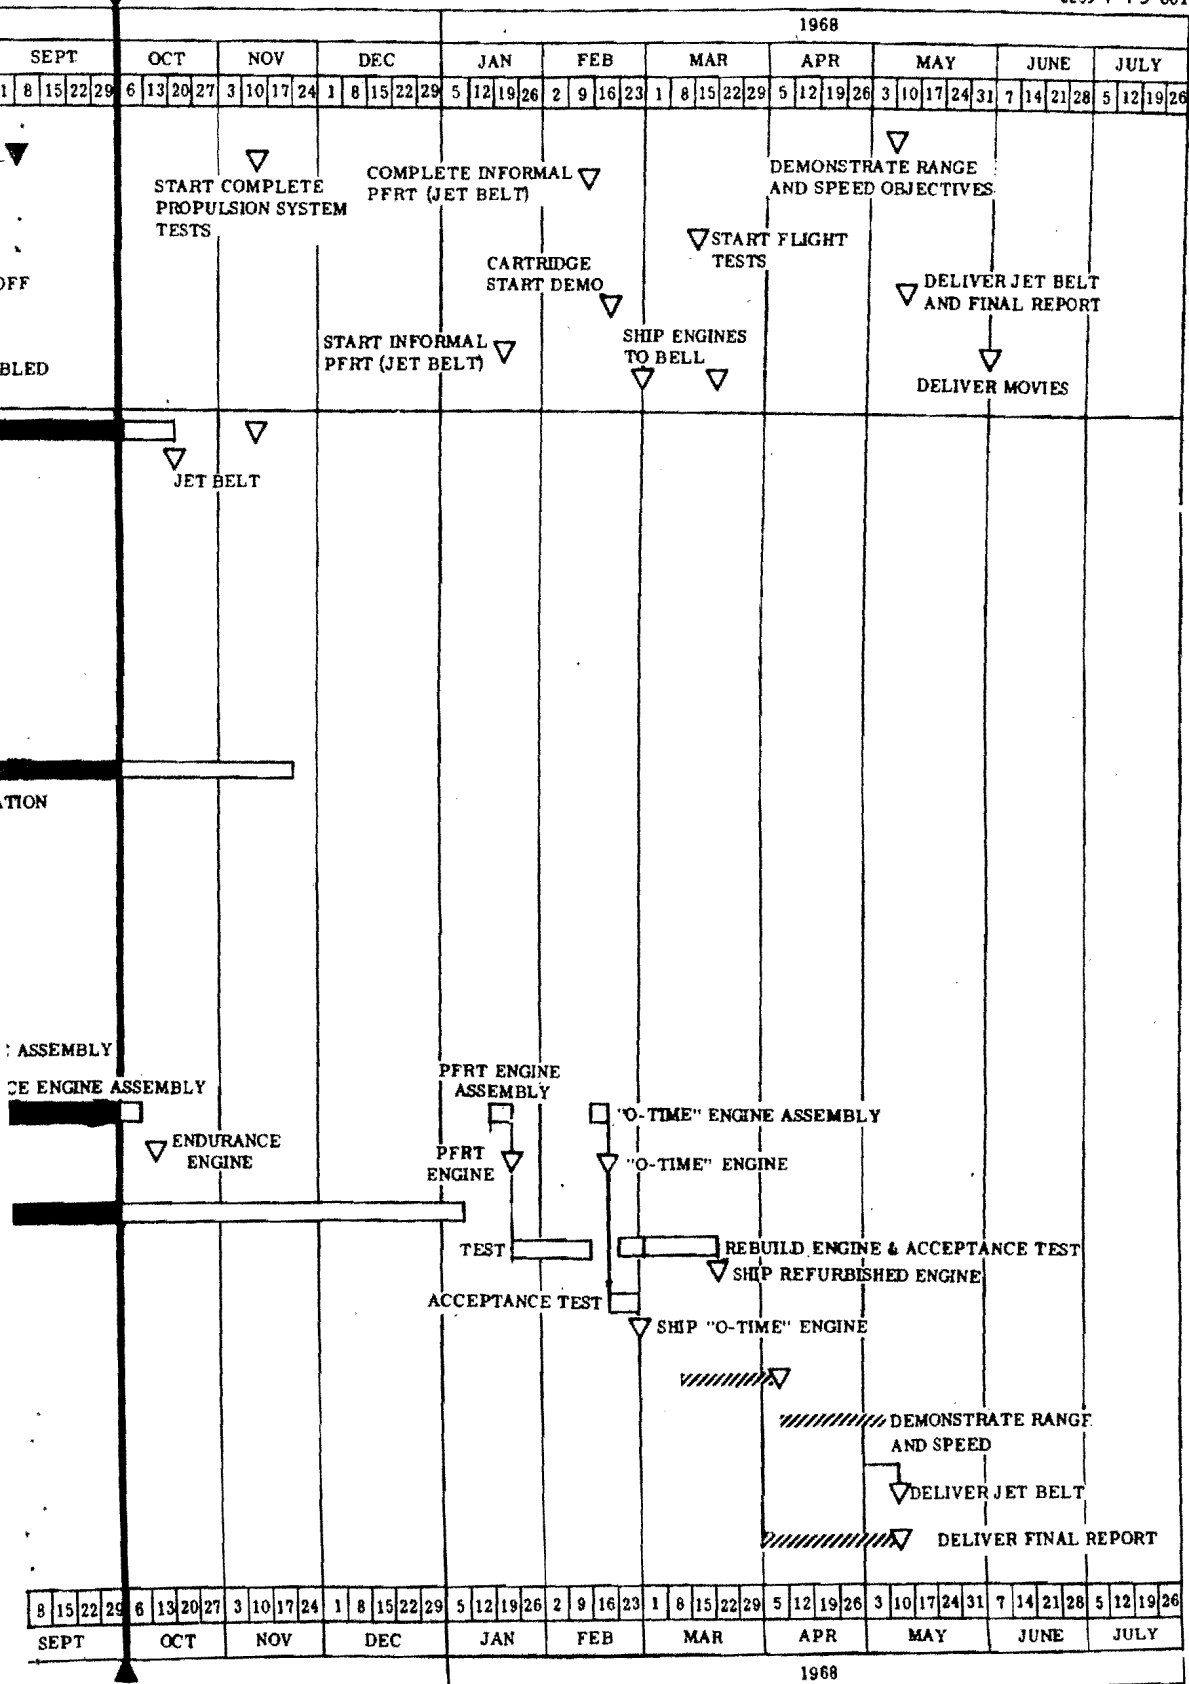 1968
SEPT OCT NOV DEC JAN FEB MAR APR MAY JUNE JULY
1 8 15 22 29 6 13 20 27 3 10 17 24 1 8 15 22 29 5 12 19 26 2 9 16 23 1 8 15 22 29 5 12 19 26 3 10 17 24 31 7 14 21 28 5 12 19 26
START COMPLETE
PROPULSION SYSTEM
TESTS
COMPLETE INFORMAL
PFRT (JET BELT)
DEMONSTRATE RANGE
AND SPEED OBJECTIVES
START FLIGHT
TESTS
CARTRIDGE
START DEMO
OFF
DELIVER JET BELT
AND FINAL REPORT
START INFORMAL
PFRT (JET BELT)
SHIP ENGINES
TO BELL
BLED
DELIVER MOVIES
JET BELT
ATION
: ASSEMBLY
CE ENGINE ASSEMBLY
PFRT ENGINE
ASSEMBLY
"O-TIME" ENGINE ASSEMBLY
ENDURANCE
ENGINE
PFRT
ENGINE
"O-TIME" ENGINE
TEST
REBUILD ENGINE & ACCEPTANCE TEST
SHIP REFURBISHED ENGINE
ACCEPTANCE TEST
SHIP "O-TIME" ENGINE
DEMONSTRATE RANGE
AND SPEED
DELIVER JET BELT
DELIVER FINAL REPORT
8 15 22 29 6 13 20 27 3 10 17 24 1 8 15 22 29 5 12 19 26 2 9 16 23 1 8 15 22 29 5 12 19 26 3 10 17 24 31 7 14 21 28 5 12 19 26
SEPT OCT NOV DEC JAN FEB MAR APR MAY JUNE JULY
1968